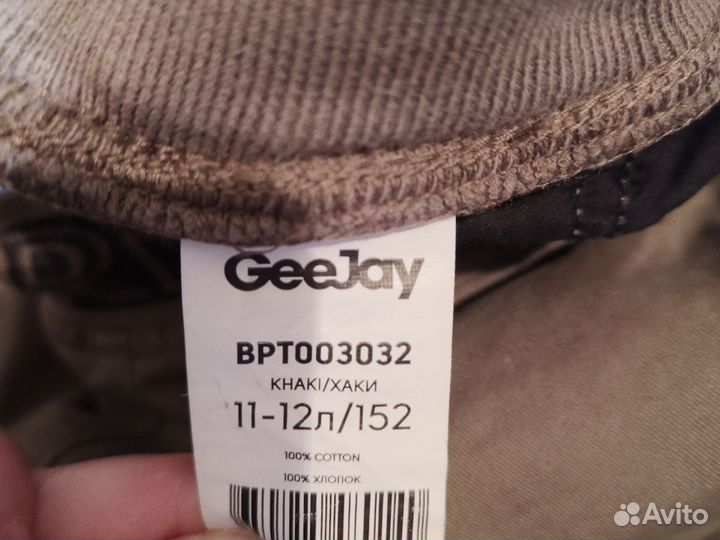 GeeJay
BPT003032
KHAKI/ХАКИ
11-12л/152
100% COTTON
100% ХЛОПОК
Avito